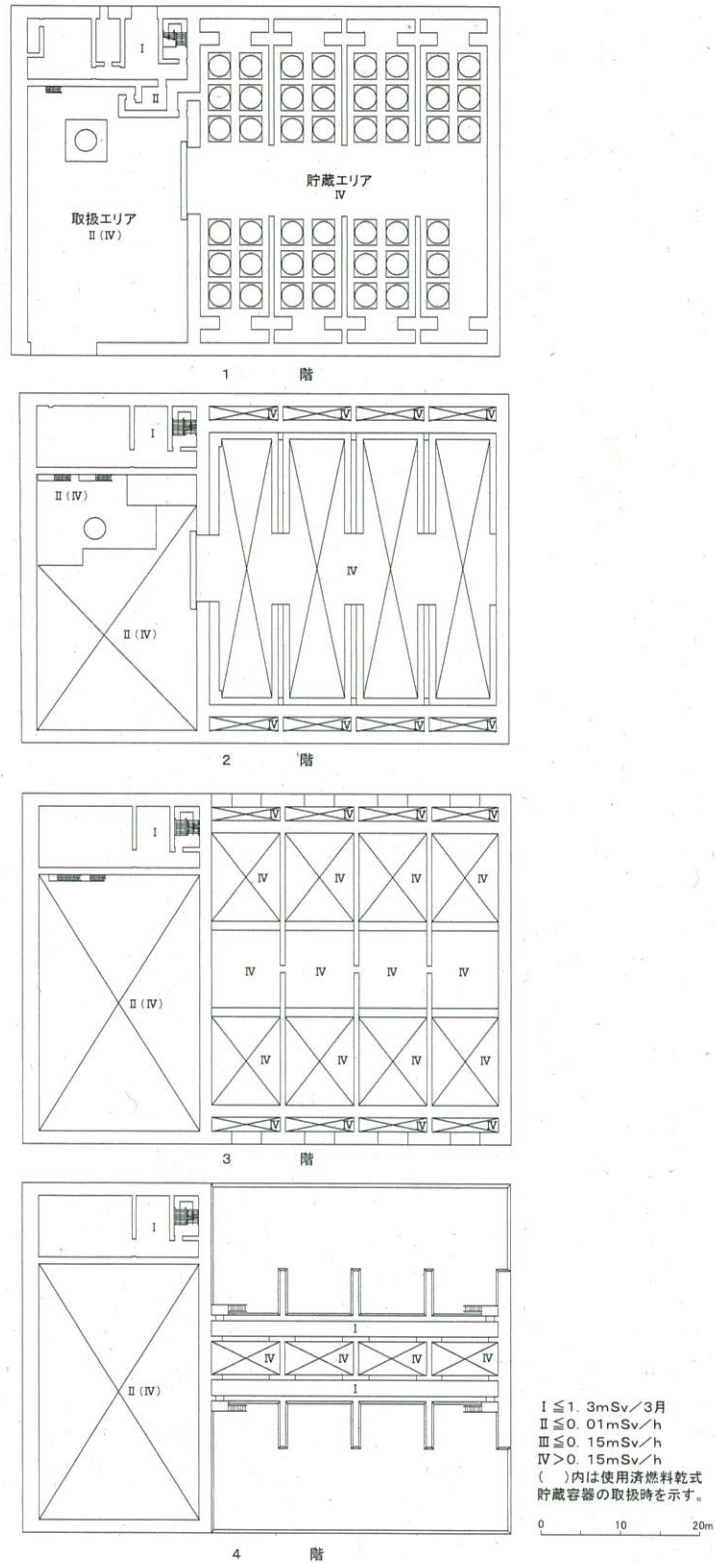 I
II
貯蔵エリア
IV
取扱エリア
II (IV)
1 階
IV IV IV IV
I
II (IV)
IV
II (IV)
IV IV IV IV
2 階
IV IV IV IV
I
IV IV IV IV
IV IV IV IV
II (IV)
IV IV IV IV
IV IV IV IV
3 階
I
I
IV IV IV IV
I
II (IV)
4 階
I ≦1. 3mSv/3月
II ≦0. 01mSv/h
III ≦0. 15mSv/h
IV >0. 15mSv/h
( )内は使用済燃料乾式
貯蔵容器の取扱時を示す。
0 10 20m